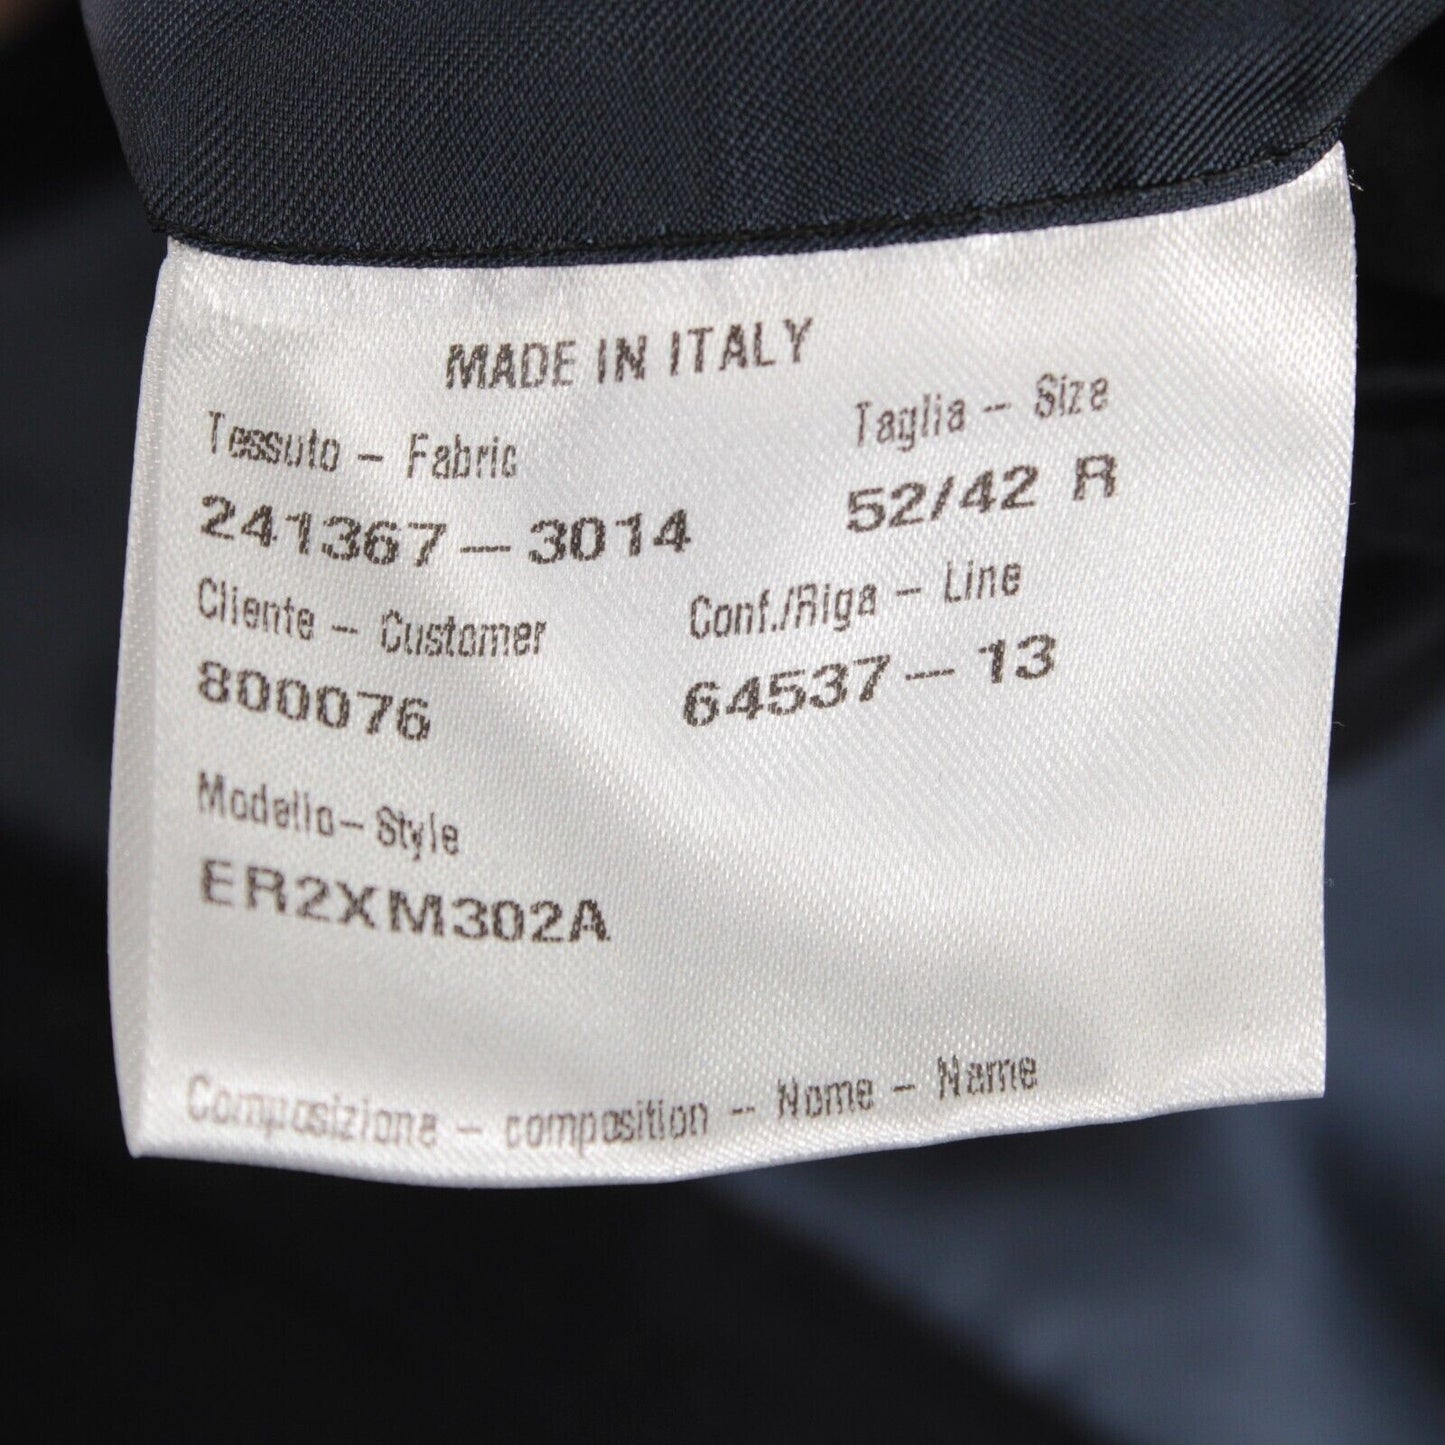 MADE IN ITALY
Tessuto – Fabric Taglia – Size
241367–3014 52/42 R
Cliente – Customer Conf./Riga – Line
800076 64537–13
Modello–Style
ER2XM302A
Composizione – composition -- Nome – Name